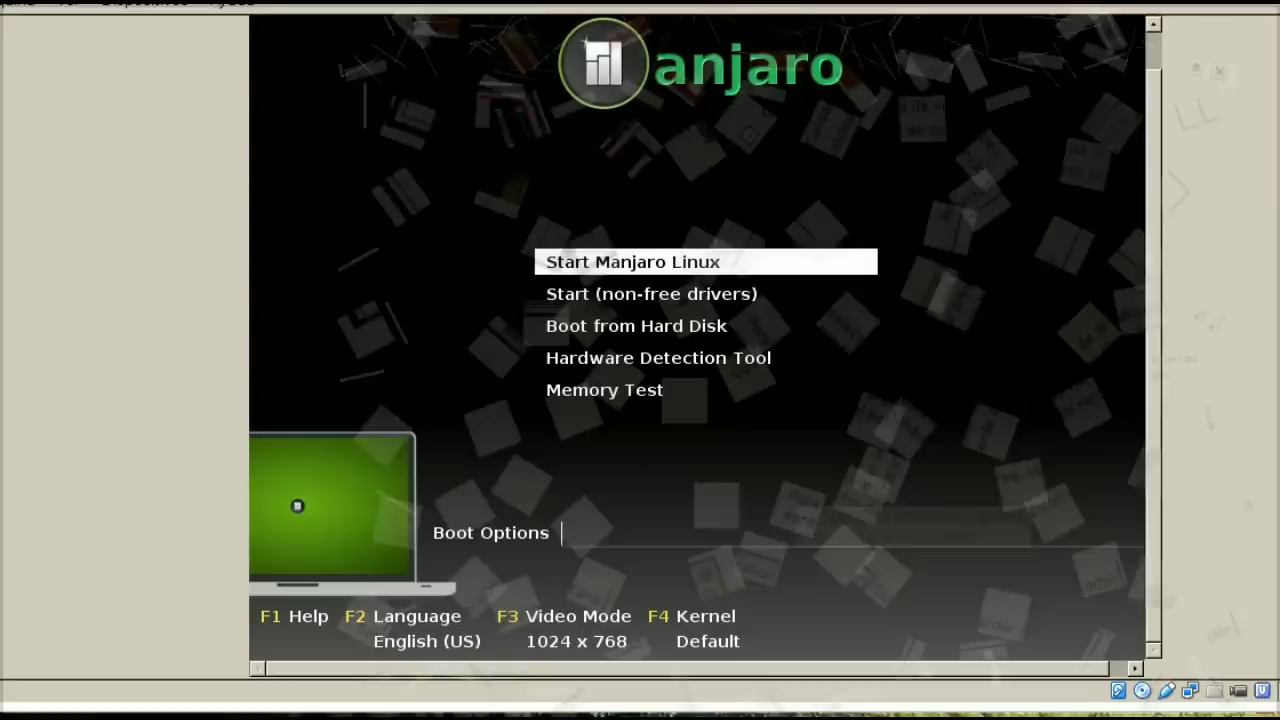 anjaro
Start Manjaro Linux
Start (non-free drivers)
Boot from Hard Disk
Hardware Detection Tool
Memory Test
Boot Options
F1 Help F2 Language F3 Video Mode F4 Kernel
English (US) 1024 x 768 Default